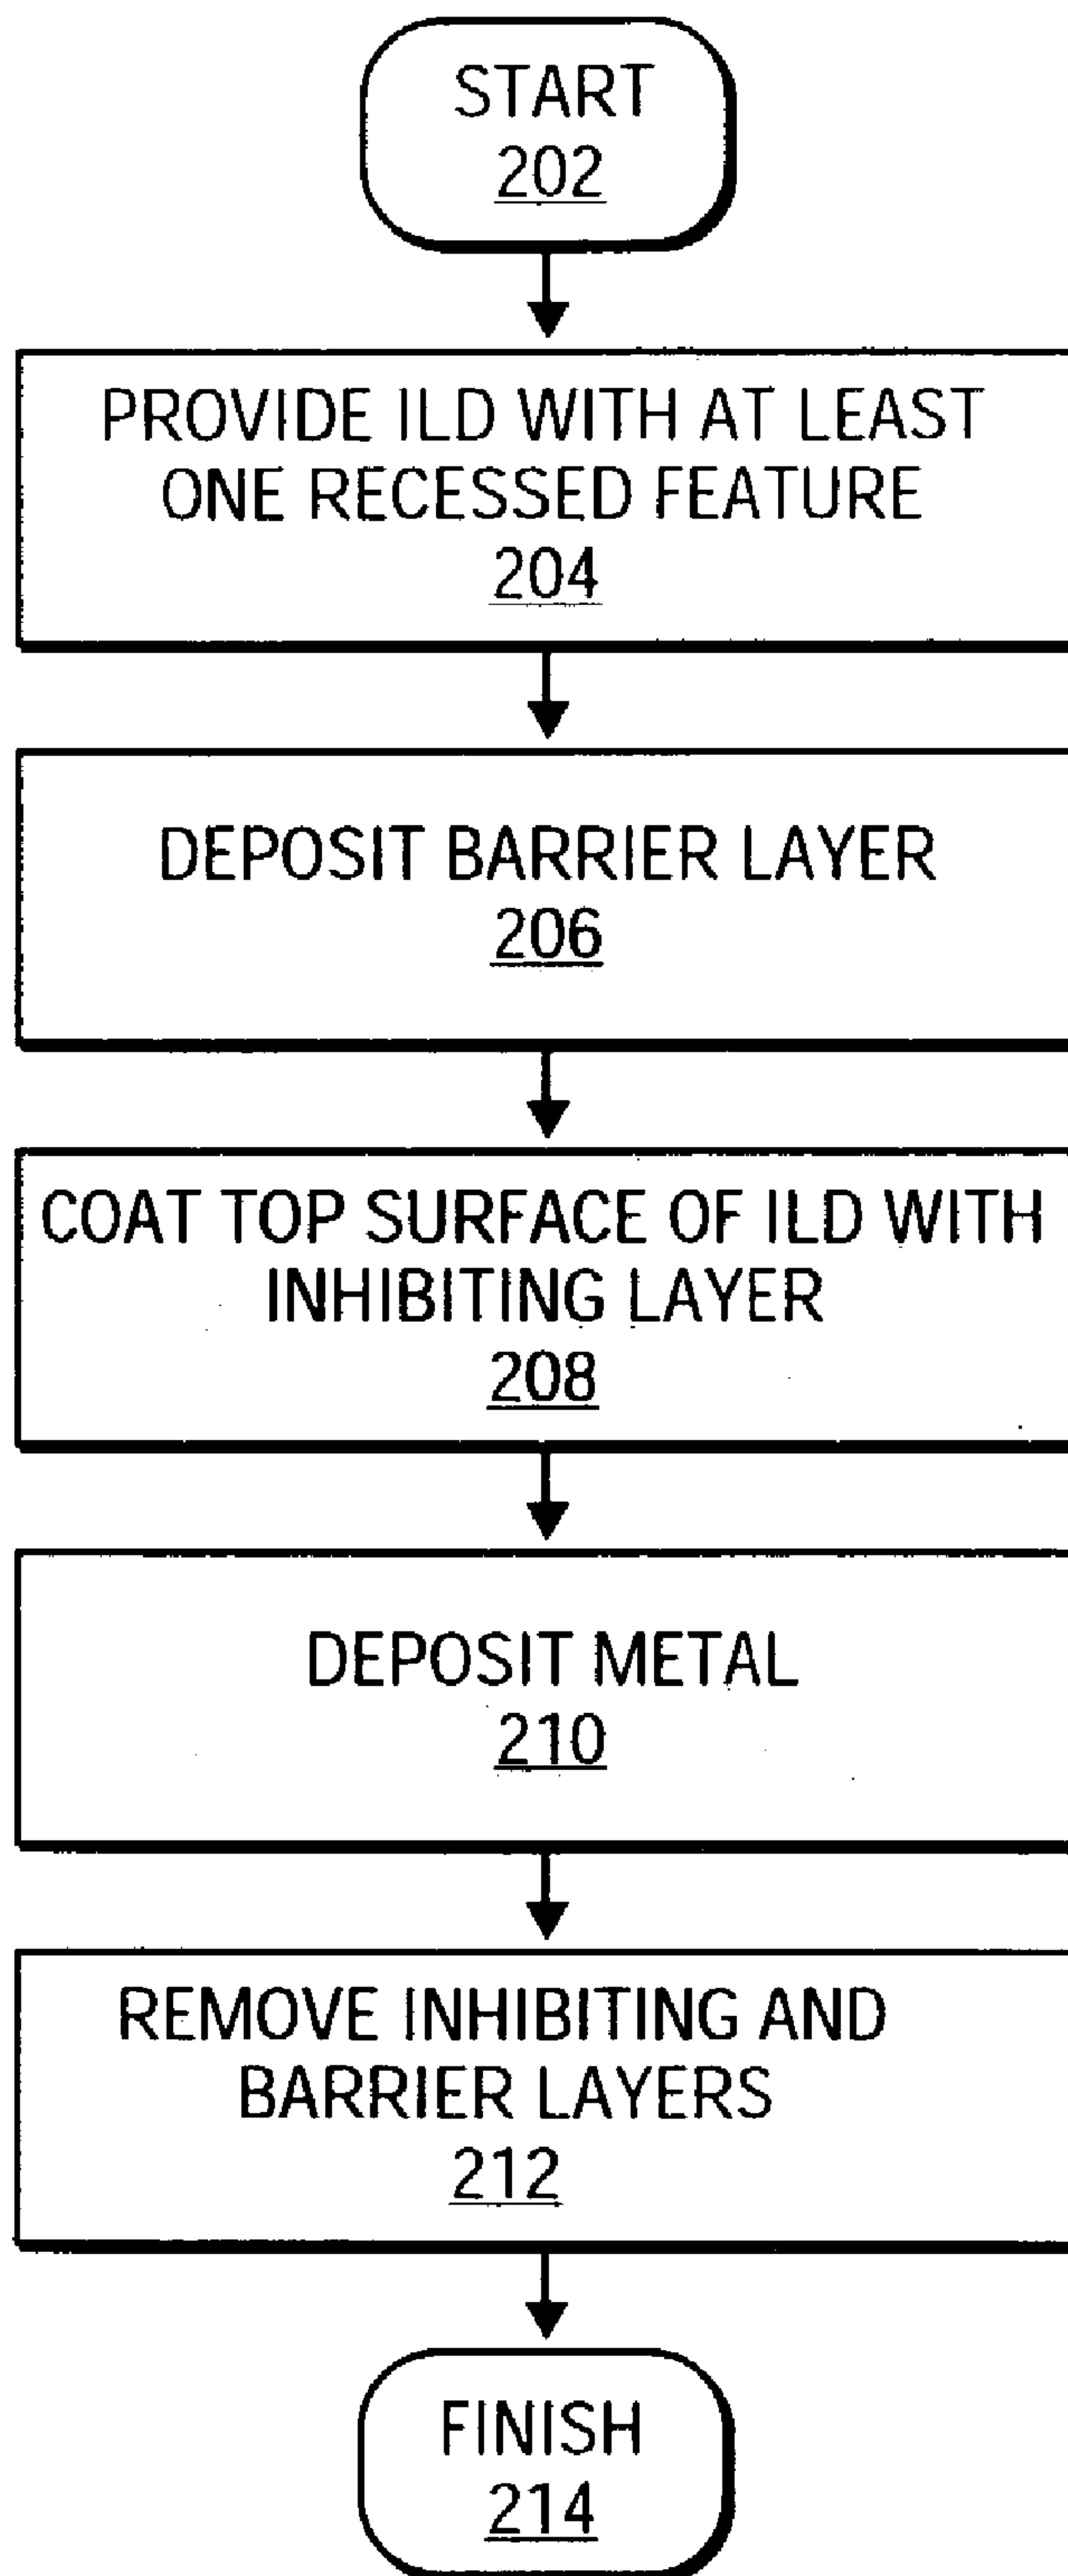 START
202
PROVIDE ILD WITH AT LEAST
ONE RECESSED FEATURE
204
DEPOSIT BARRIER LAYER
206
COAT TOP SURFACE OF ILD WITH
INHIBITING LAYER
208
DEPOSIT METAL
210
REMOVE INHIBITING AND
BARRIER LAYERS
212
FINISH
214